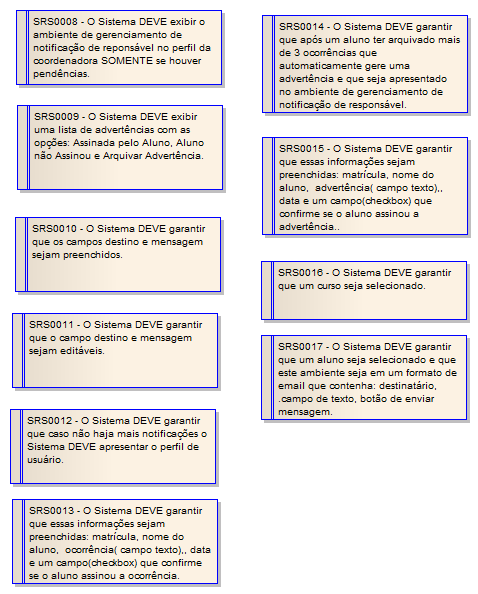 SRS0008 - O Sistema DEVE exibir o
ambiente de gerenciamento de
notificação de reponsável no perfil da
coordenadora SOMENTE se houver
pendências.
SRS0009 - O Sistema DEVE exibir
uma lista de advertências com as
opções: Assinada pelo Aluno, Aluno
não Assinou e Arquivar Advertência.
SRS0010 - O Sistema DEVE garantir
que os campos destino e mensagem
sejam preenchidos.
SRS0011 - O Sistema DEVE garantir
que o campo destino e mensagem
sejam editáveis.
SRS0012 - O Sistema DEVE garantir
que caso não haja mais notificações o
Sistema DEVE apresentar o perfil de
usuário.
SRS0013 - O Sistema DEVE garantir
que essas informações sejam
preenchidas: matrícula, nome do
aluno,  ocorrência( campo texto),, data
e um campo(checkbox) que confirme
se o aluno assinou a ocorrência.
SRS0014 - O Sistema DEVE garantir
que após um aluno ter arquivado mais
de 3 ocorrências que
automaticamente gere uma
advertência e que seja apresentado
no ambiente de gerenciamento de
notificação de responsável.
SRS0015 - O Sistema DEVE garantir
que essas informações sejam
preenchidas: matrícula, nome do
aluno,  advertência( campo texto),,
data e um campo(checkbox) que
confirme se o aluno assinou a
advertência..
SRS0016 - O Sistema DEVE garantir
que um curso seja selecionado.
SRS0017 - O Sistema DEVE garantir
que um aluno seja selecionado e que
este ambiente seja em um formato de
email que contenha: destinatário,
.campo de texto, botão de enviar
mensagem.